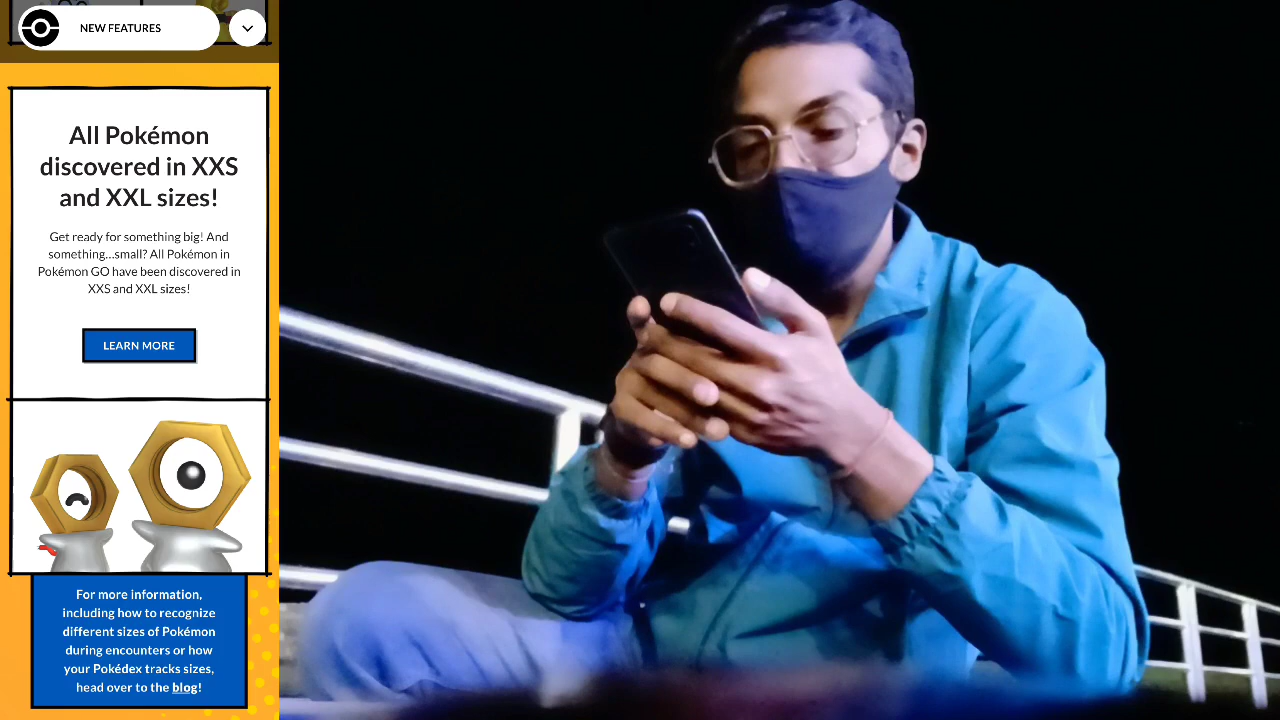 NEW FEATURES
All Pokémon
discovered in XXS
and XXL sizes!
Get ready for something big! And
something...small? All Pokémon in
Pokémon GO have been discovered in
XXS and XXL sizes!
LEARN MORE
For more information,
including how to recognize
different sizes of Pokémon
during encounters or how
your Pokédex tracks sizes,
head over to the blog!